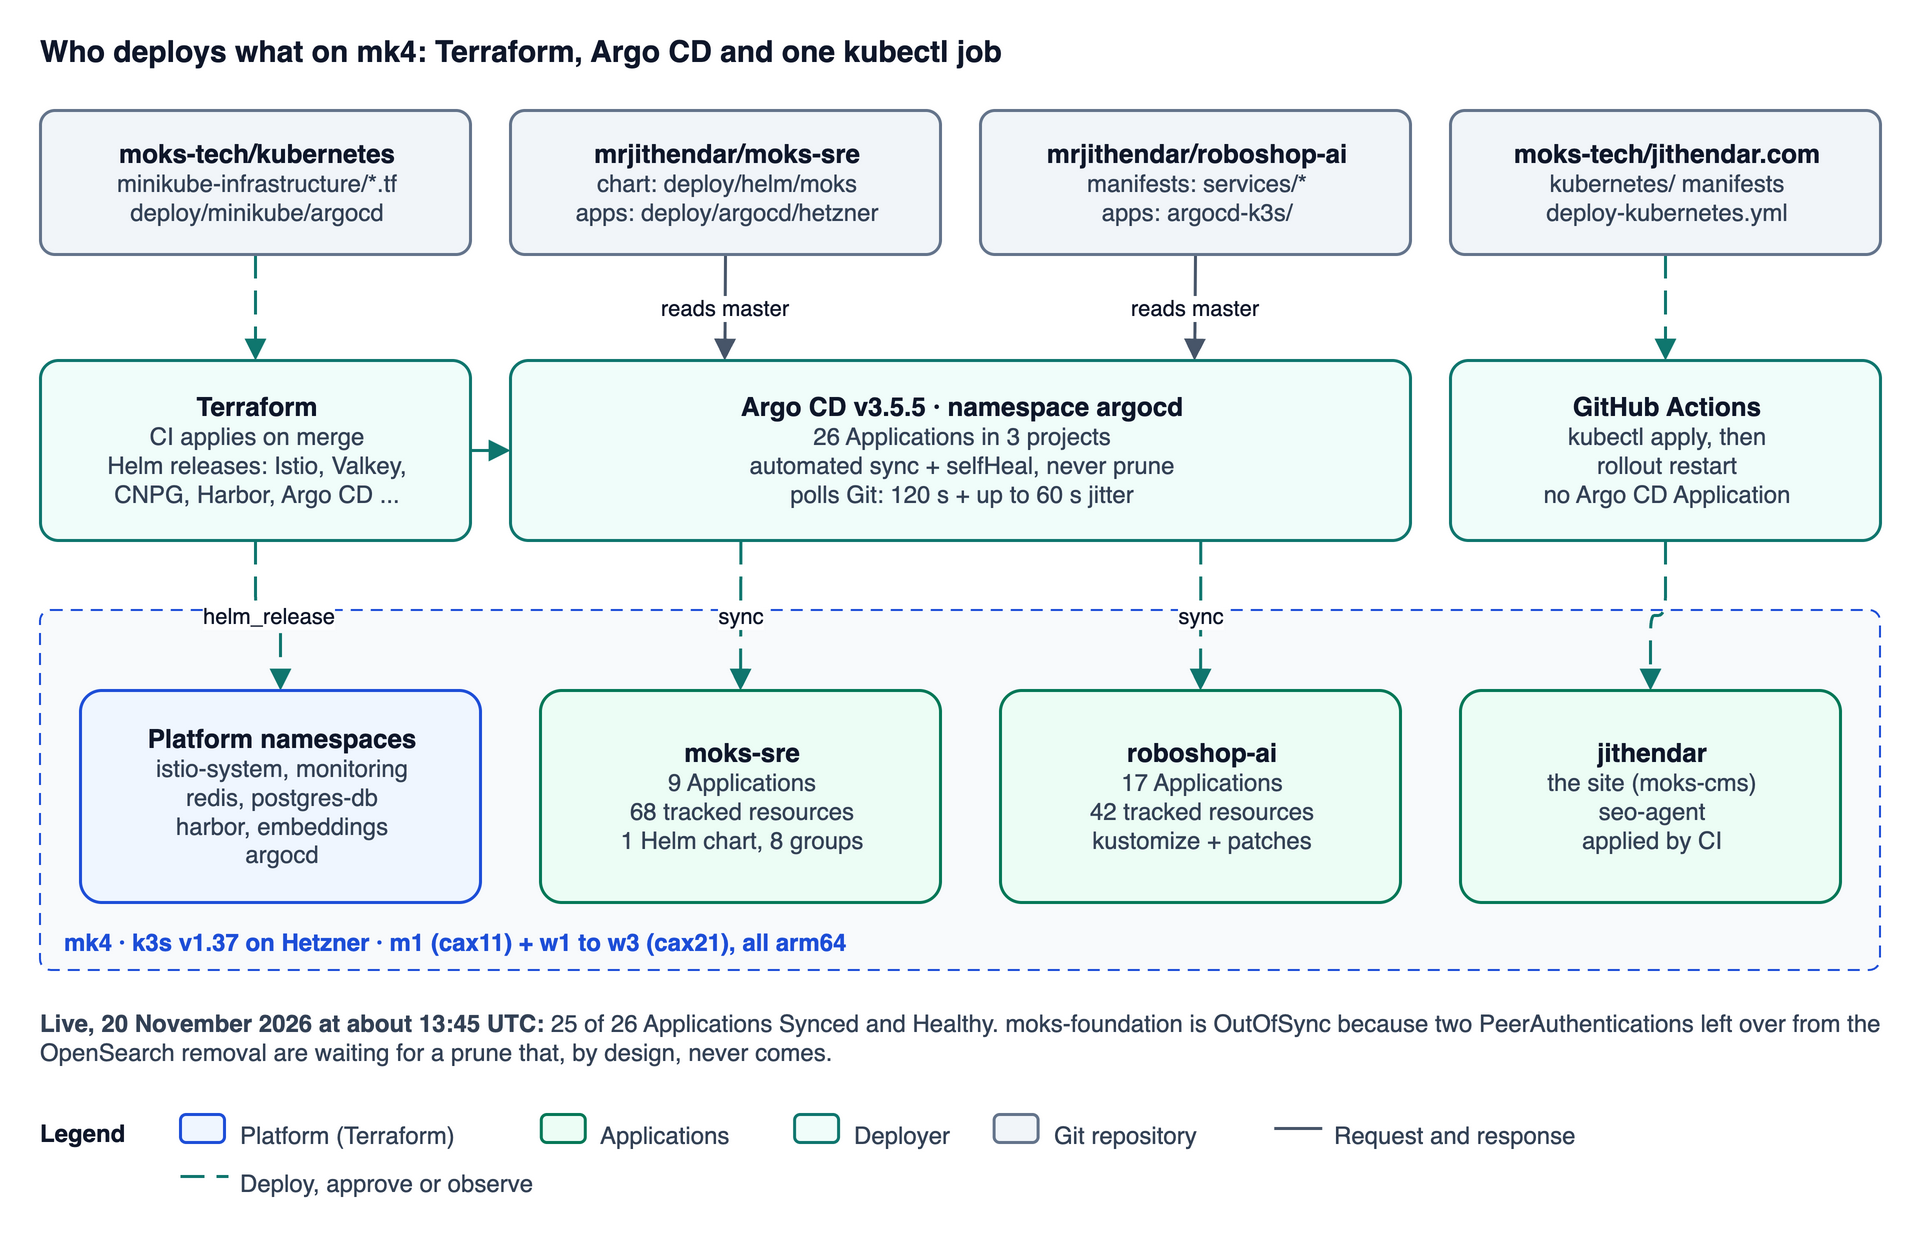 Who deploys what on mk4: Terraform, Argo CD and one kubectl job
moks-tech/kubernetes
minikube-infrastructure/*.tf
deploy/minikube/argocd
mrjithendar/moks-sre
chart: deploy/helm/moks
apps: deploy/argocd/hetzner
mrjithendar/roboshop-ai
manifests: services/*
apps: argocd-k3s/
moks-tech/jithendar.com
kubernetes/ manifests
deploy-kubernetes.yml
reads master
reads master
Terraform
CI applies on merge
Helm releases: Istio, Valkey,
CNPG, Harbor, Argo CD ...
Argo CD v3.5.5 · namespace argocd
26 Applications in 3 projects
automated sync + selfHeal, never prune
polls Git: 120 s + up to 60 s jitter
GitHub Actions
kubectl apply, then
rollout restart
no Argo CD Application
helm_release
sync
sync
Platform namespaces
istio-system, monitoring
redis, postgres-db
harbor, embeddings
argocd
moks-sre
9 Applications
68 tracked resources
1 Helm chart, 8 groups
roboshop-ai
17 Applications
42 tracked resources
kustomize + patches
jithendar
the site (moks-cms)
seo-agent
applied by CI
mk4 · k3s v1.37 on Hetzner · m1 (cax11) + w1 to w3 (cax21), all arm64
Live, 20 November 2026 at about 13:45 UTC: 25 of 26 Applications Synced and Healthy. moks-foundation is OutOfSync because two PeerAuthentications left over from the
OpenSearch removal are waiting for a prune that, by design, never comes.
Legend
Platform (Terraform)
Applications
Deployer
Git repository
Request and response
Deploy, approve or observe